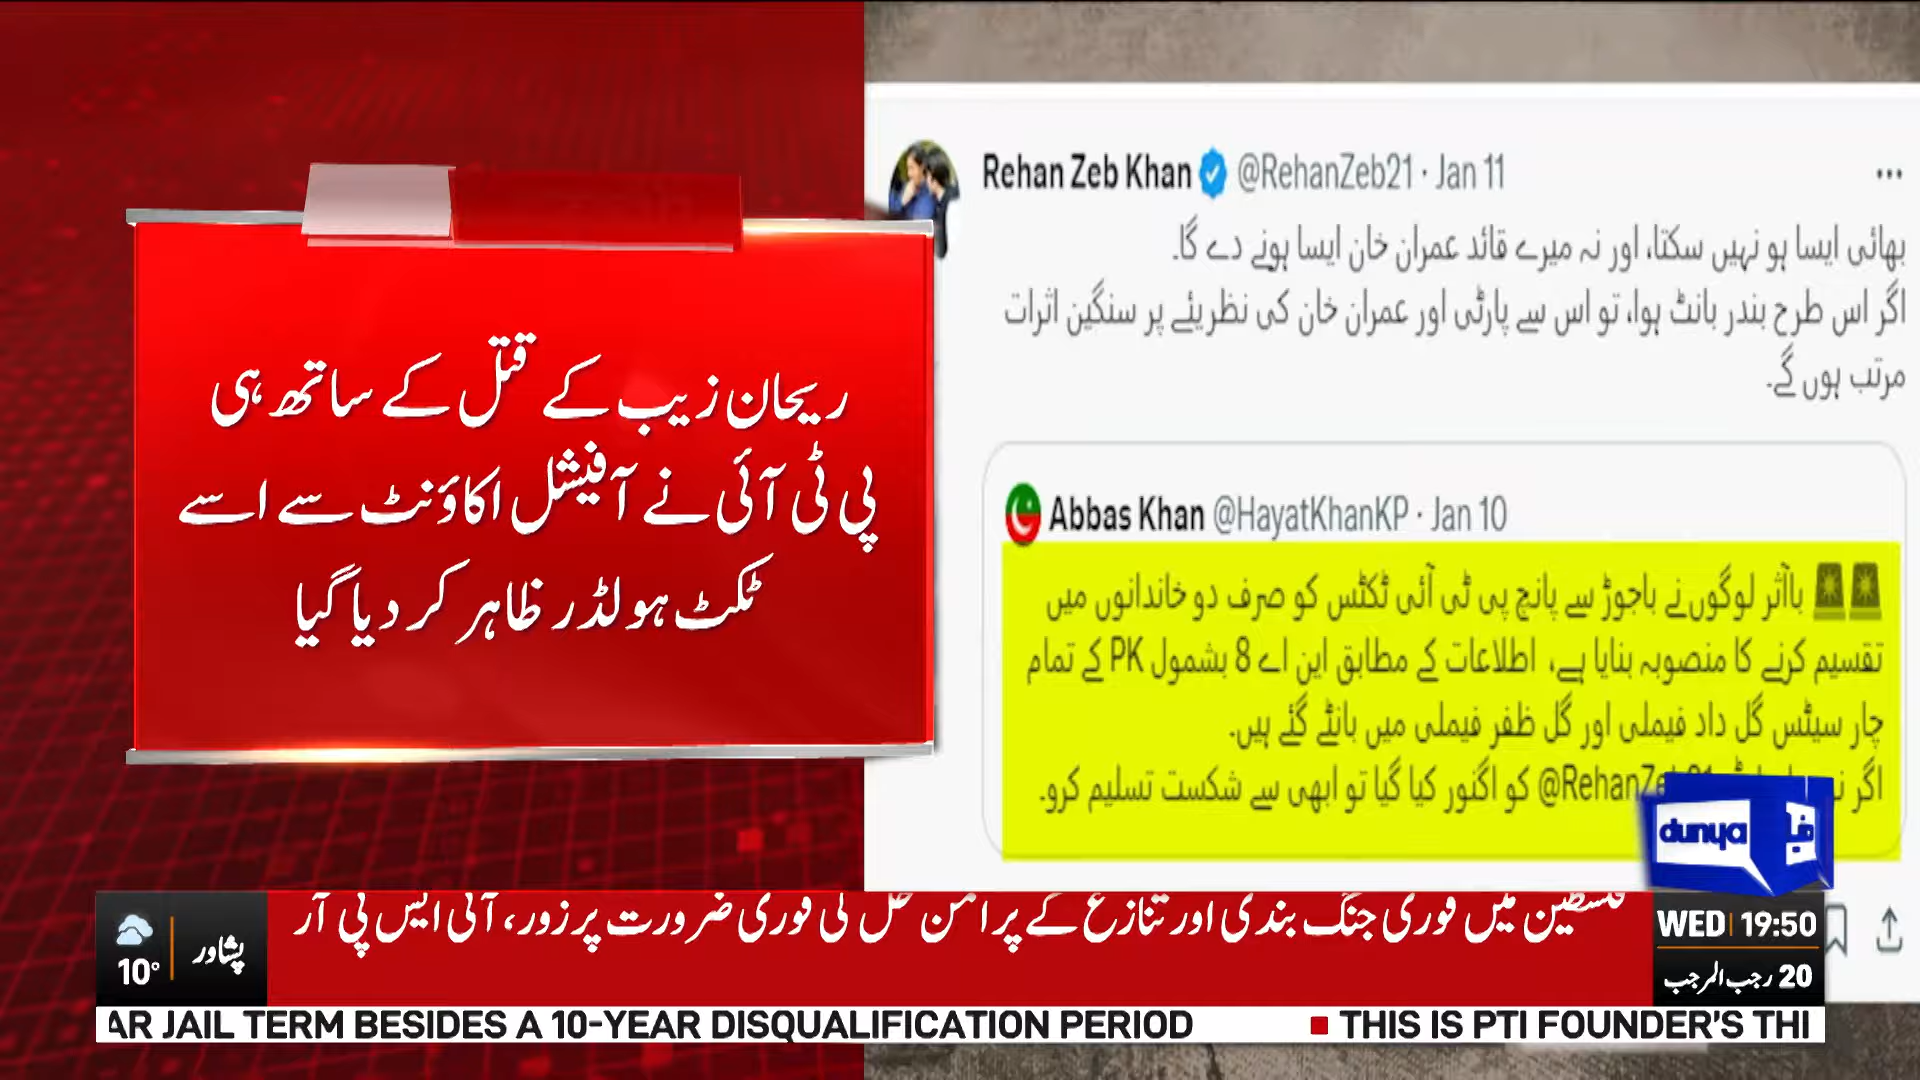 ریحان زیب کے قتل کے ساتھ ہی
پی ٹی آئی نے آفیشل اکاؤنٹ سے اسے
ٹکٹ ہولڈر ظاہر کر دیا گیا
Rehan Zeb Khan @RehanZeb21 · Jan 11
بھائی ایسا ہو نہیں سکتا، اور نہ میرے قائد عمران خان ایسا ہونے دے گا۔
اگر اس طرح بندر بانٹ ہوا، تو اس سے پارٹی اور عمران خان کی نظریئے پر سنگین اثرات
مرتب ہوں گے۔
Abbas Khan @HayatKhanKP · Jan 10
باآثر لوگوں نے باجوڑ سے پانچ پی ٹی آئی ٹکٹس کو صرف دو خاندانوں میں
تقسیم کرنے کا منصوبہ بنایا ہے، اطلاعات کے مطابق این اے 8 بشمول PK کے تمام
چار سیٹس گل داد فیملی اور گل ظفر فیملی میں بانٹے گئے ہیں۔
اگر @RehanZe کو اگنور کیا گیا تو ابھی سے شکست تسلیم کرو۔
dunya
دنیا
فلسطین میں فوری جنگ بندی اور تنازع کے پرامن حل کی فوری ضرورت پر زور، آئی ایس پی آر
پشاور
10°
WED 19:50
20 رجب المرجب
AR JAIL TERM BESIDES A 10-YEAR DISQUALIFICATION PERIOD
THIS IS PTI FOUNDER'S THI